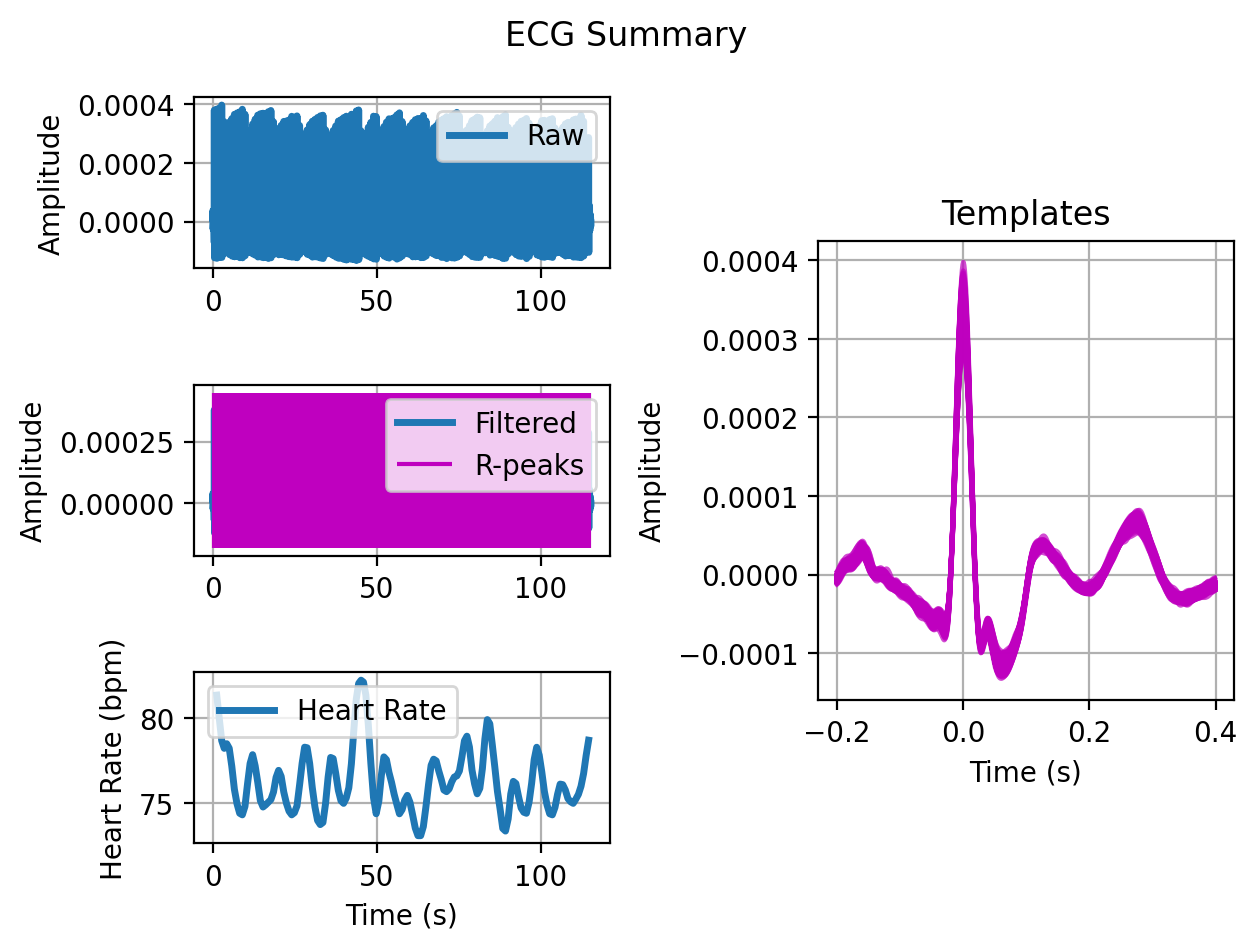 ECG Summary
Amplitude
0.0004
0.0002
0.0000
Raw
0
50
100
Amplitude
0.00025
0.00000
Filtered
R-peaks
0
50
100
Heart Rate (bpm)
80
75
Heart Rate
0
50
100
Time (s)
Templates
Amplitude
0.0004
0.0003
0.0002
0.0001
0.0000
−0.0001
−0.2
0.0
0.2
0.4
Time (s)